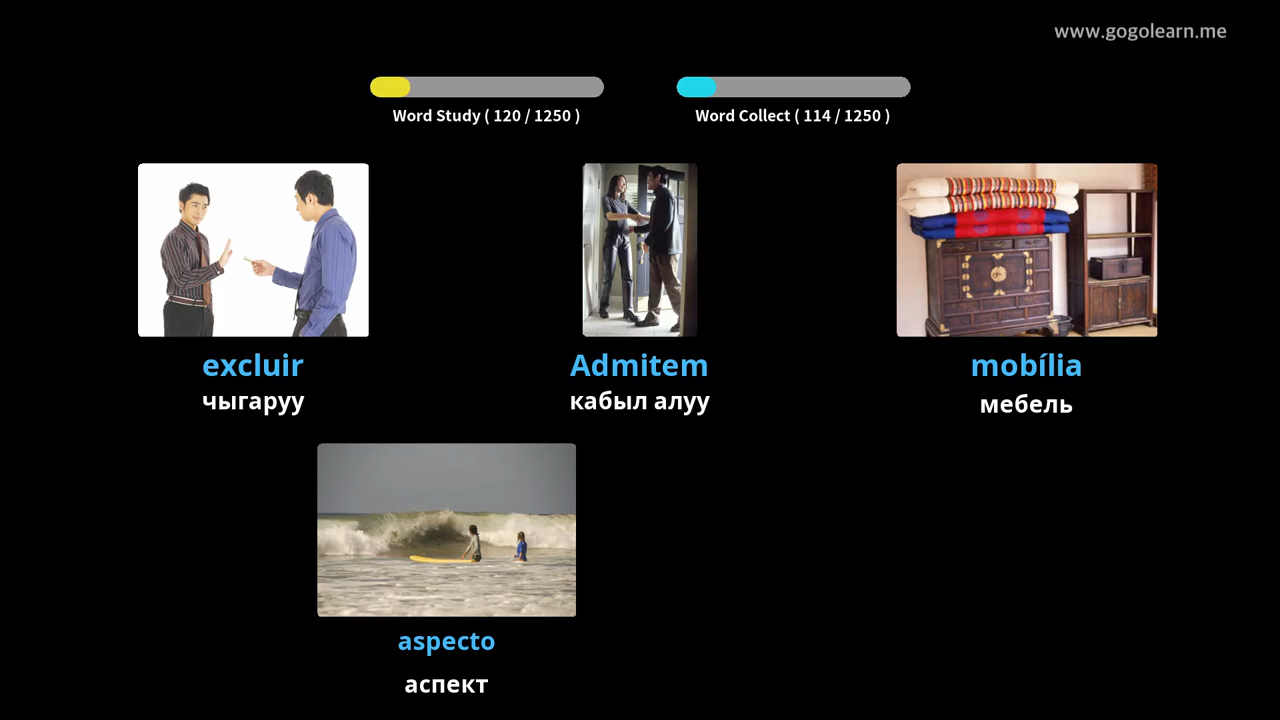 www.gogolearn.me
Word Study ( 120 / 1250 )
Word Collect ( 114 / 1250 )
excluir
чыгаруу
Admitem
кабыл алуу
mobília
мебель
aspecto
аспект